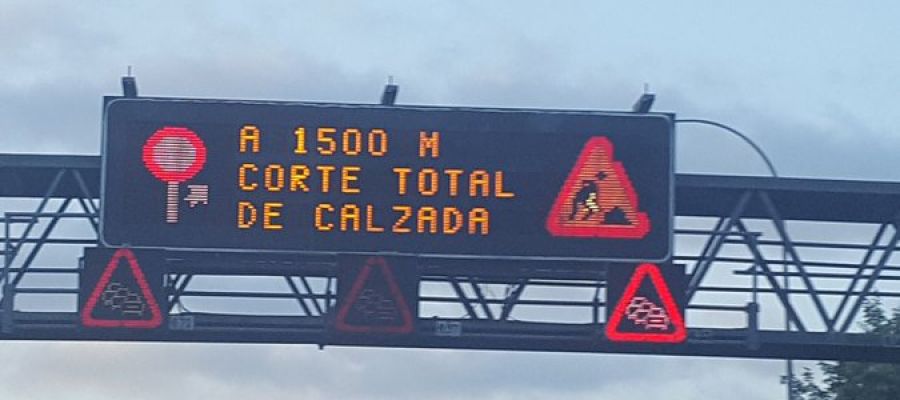 A 1500 M
CORTE TOTAL
DE CALZADA